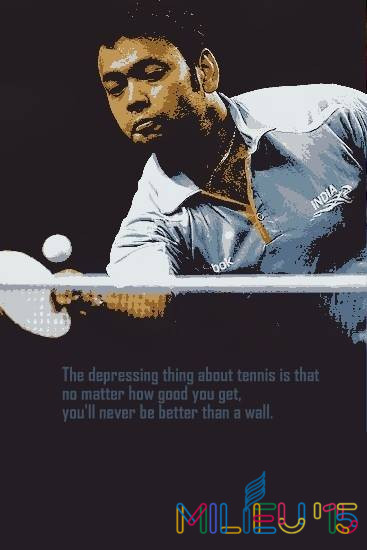 INDIA
bok
The depressing thing about tennis is that
no matter how good you get,
you'll never be better than a wall.
MILIEU'15